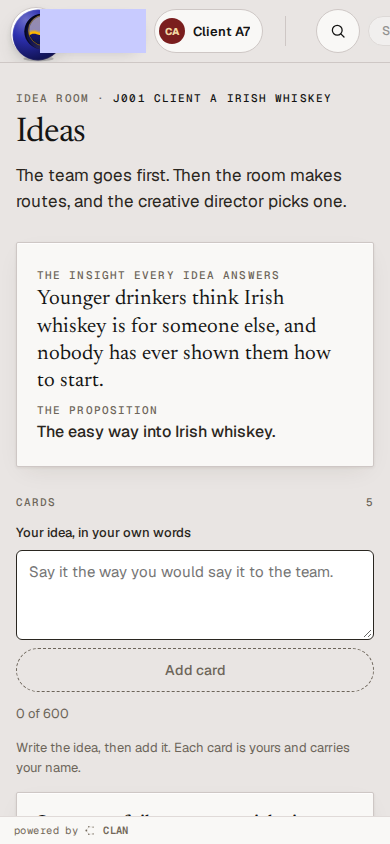 CA Client A7
IDEA ROOM · J001 CLIENT A IRISH WHISKEY
Ideas
The team goes first. Then the room makes
routes, and the creative director picks one.
THE INSIGHT EVERY IDEA ANSWERS
Younger drinkers think Irish
whiskey is for someone else, and
nobody has ever shown them how
to start.
THE PROPOSITION
The easy way into Irish whiskey.
CARDS 5
Your idea, in your own words
Say it the way you would say it to the team.
Add card
0 of 600
Write the idea, then add it. Each card is yours and carries
your name.
powered by CLAN